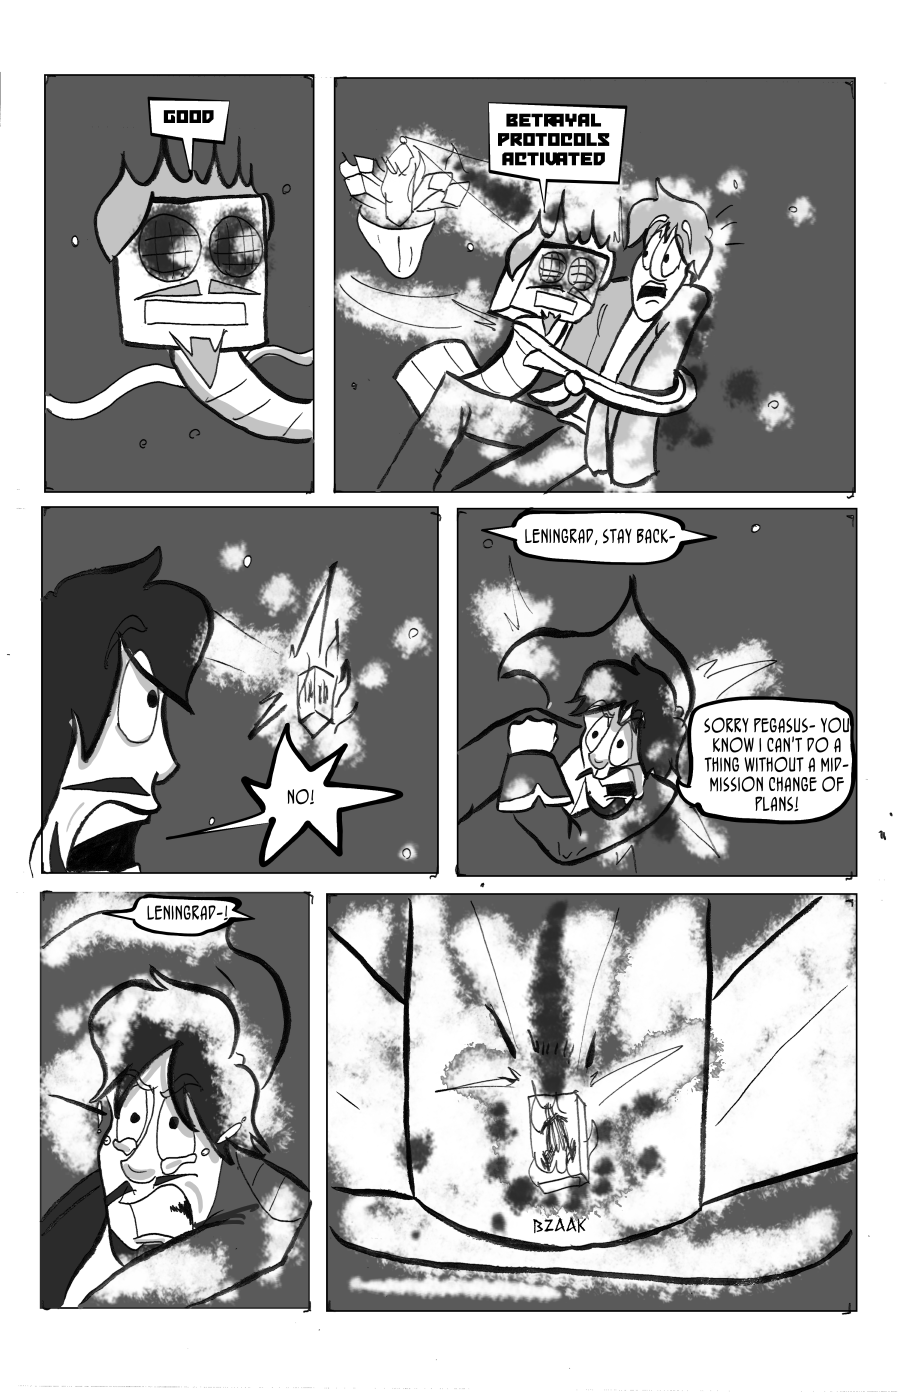 GOOD
BETRAYAL
PROTOCOLS
ACTIVATED
NO!
LENINGRAD, STAY BACK-
SORRY PEGASUS- YOU
KNOW I CAN'T DO A
THING WITHOUT A MID-
MISSION CHANGE OF
PLANS!
LENINGRAD-!
BZAAK